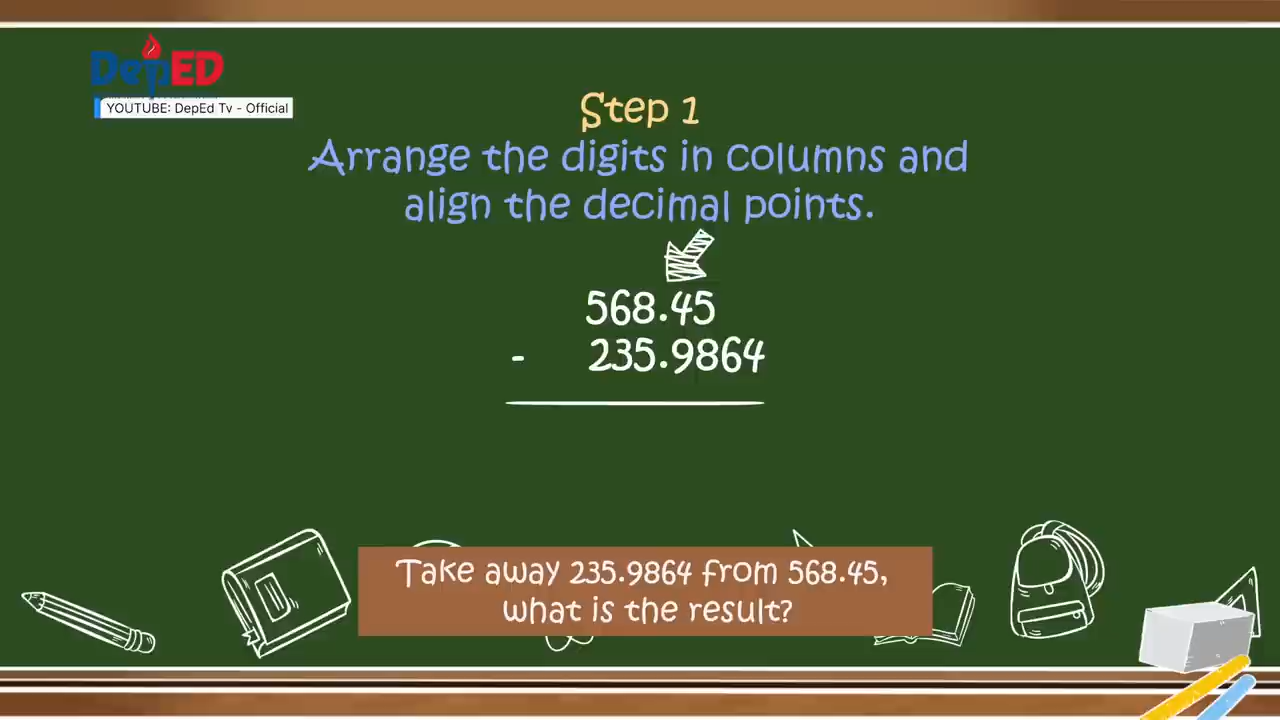 DepED
YOUTUBE: DepEd Tv - Official
Step 1
Arrange the digits in columns and
align the decimal points.
568.45
- 235.9864
Take away 235.9864 from 568.45,
what is the result?